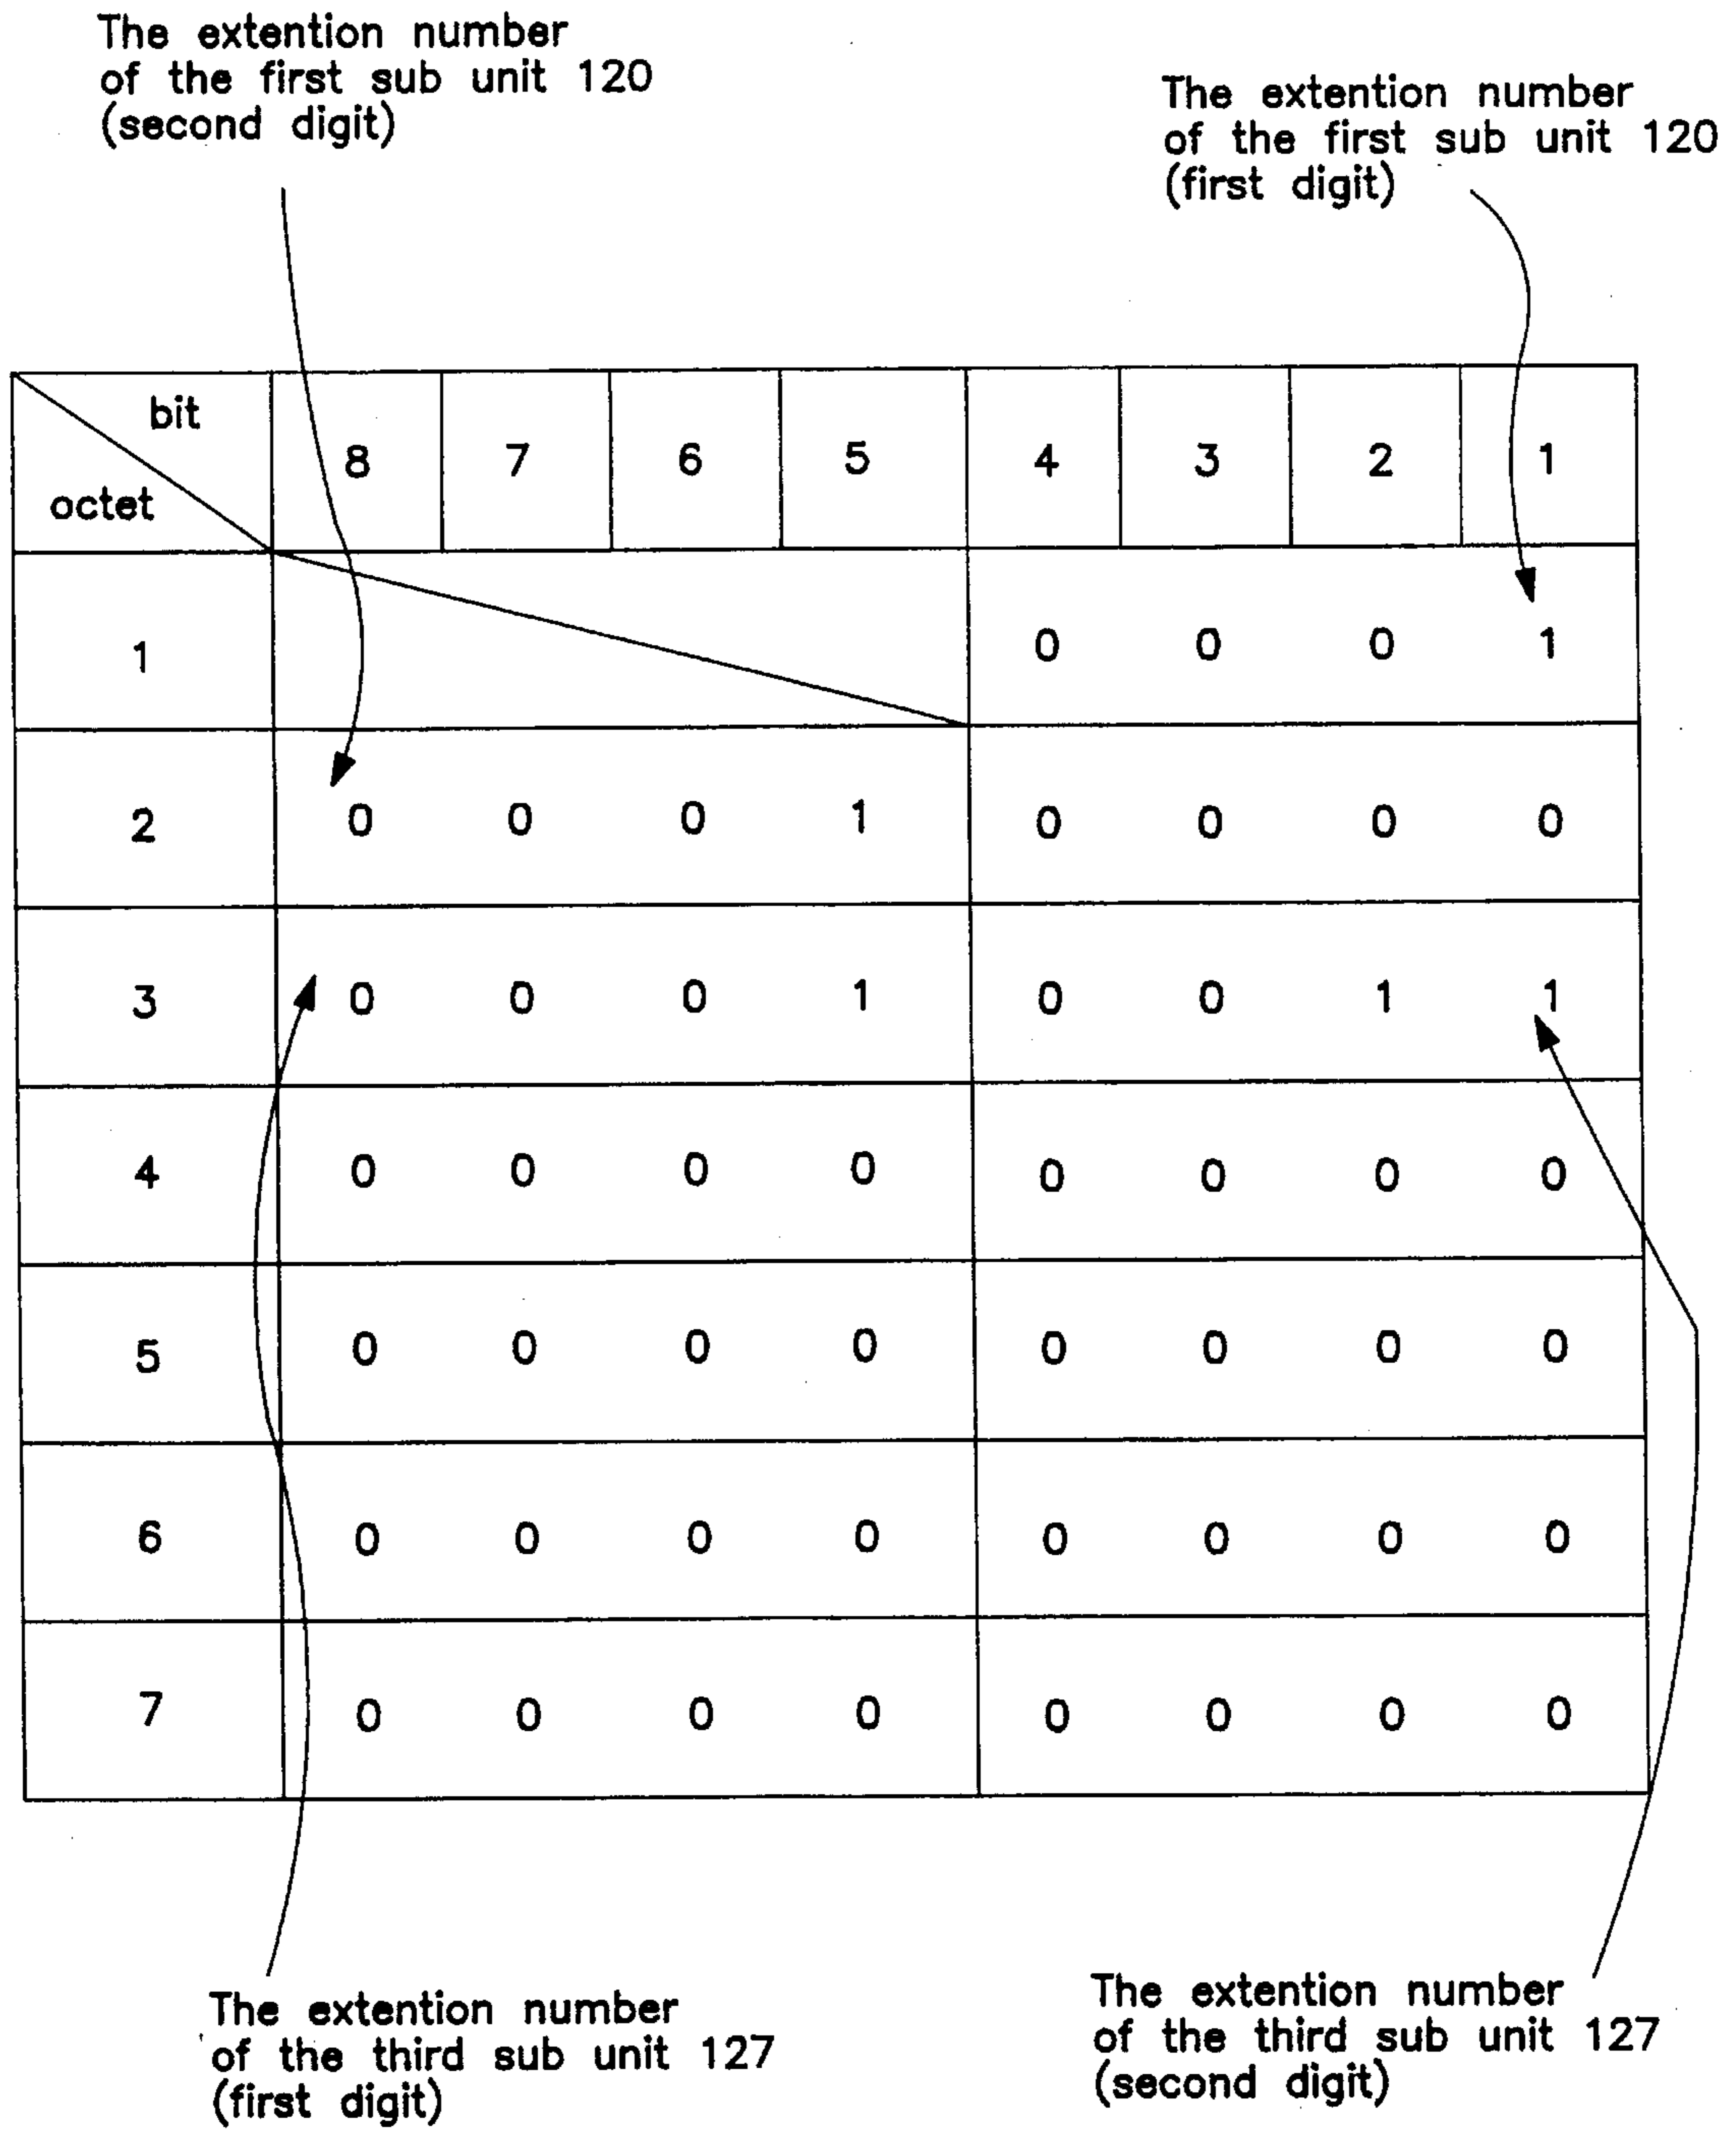 The extention number
of the first sub unit 120
(second digit)
The extention number
of the first sub unit 120
(first digit)
bit
octet
8 7 6 5 4 3 2 1
1 0 0 0 1
2 0 0 0 1 0 0 0 0
3 0 0 0 1 0 0 1 1
4 0 0 0 0 0 0 0 0
5 0 0 0 0 0 0 0 0
6 0 0 0 0 0 0 0 0
7 0 0 0 0 0 0 0 0
The extention number
of the third sub unit 127
(first digit)
The extention number
of the third sub unit 127
(second digit)